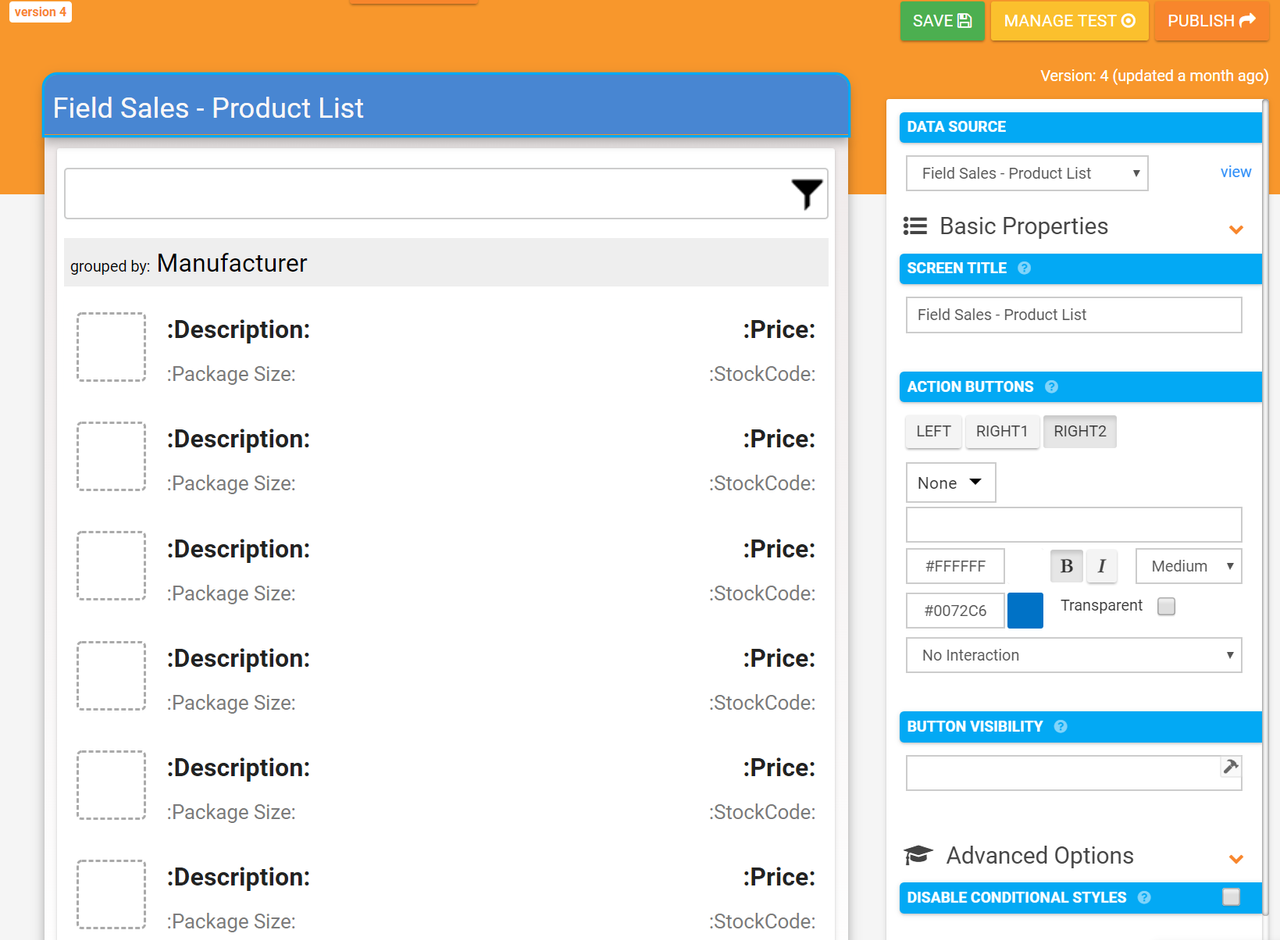 version 4
SAVE
MANAGE TEST
PUBLISH
Version: 4 (updated a month ago)
Field Sales - Product List
grouped by: Manufacturer
:Description: :Price:
:Package Size: :StockCode:
:Description: :Price:
:Package Size: :StockCode:
:Description: :Price:
:Package Size: :StockCode:
:Description: :Price:
:Package Size: :StockCode:
:Description: :Price:
:Package Size: :StockCode:
:Description: :Price:
:Package Size: :StockCode:
DATA SOURCE
Field Sales - Product List
view
Basic Properties
SCREEN TITLE ?
Field Sales - Product List
ACTION BUTTONS ?
LEFT RIGHT1 RIGHT2
None
#FFFFFF B I Medium
#0072C6 Transparent
No Interaction
BUTTON VISIBILITY ?
Advanced Options
DISABLE CONDITIONAL STYLES ?